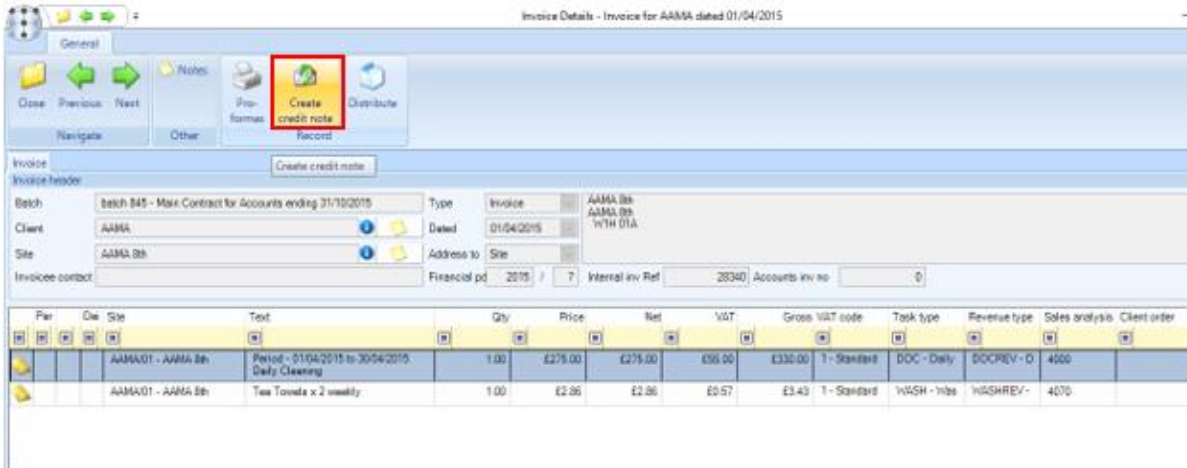 Invoice Details - Invoice for AAMA dated 01/04/2015
General
Close Previous Next
Notes
Pro-formas
Create credit note
Distribute
Navigate Other Record
Create credit note
Invoice
Invoice header
Batch batch 845 - Main Contract for Accounts ending 31/10/2015 Type Invoice AAMA 8th
AAMA 8th
W1H 01A
Client AAMA Dated 01/04/2015
Site AAMA 8th Address to Site
Invoicee contact Financial pd 2015 / 7 Internal inv Ref 28340 Accounts inv no 0
Per Site Text Qty Price Net VAT Gross VAT code Task type Revenue type Sales analysis Client order
AAMA/01 - AAMA 8th Period - 01/04/2015 to 30/04/2015 1.00 £275.00 £275.00 £55.00 £330.00 1 - Standard DOC - Daily DOCREV - D 4000
Daily Cleaning
AAMA/01 - AAMA 8th Tea Towels x 2 weekly 1.00 £2.86 £2.86 £0.57 £3.43 1 - Standard WASH - Was WASHREV - 4070